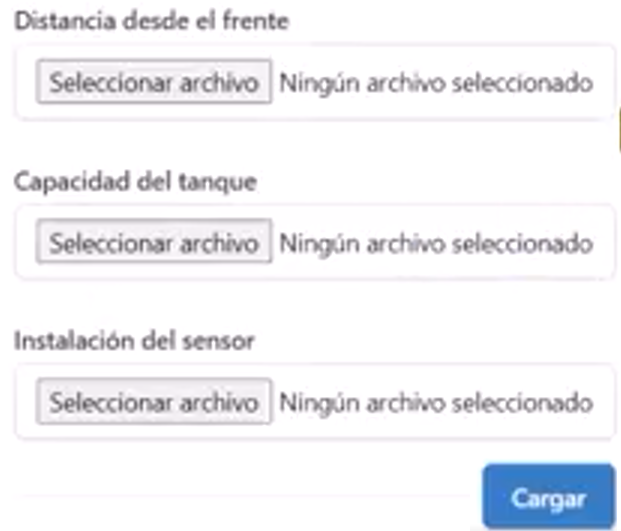 Distancia desde el frente
Seleccionar archivo Ningún archivo seleccionado
Capacidad del tanque
Seleccionar archivo Ningún archivo seleccionado
Instalación del sensor
Seleccionar archivo Ningún archivo seleccionado
Cargar